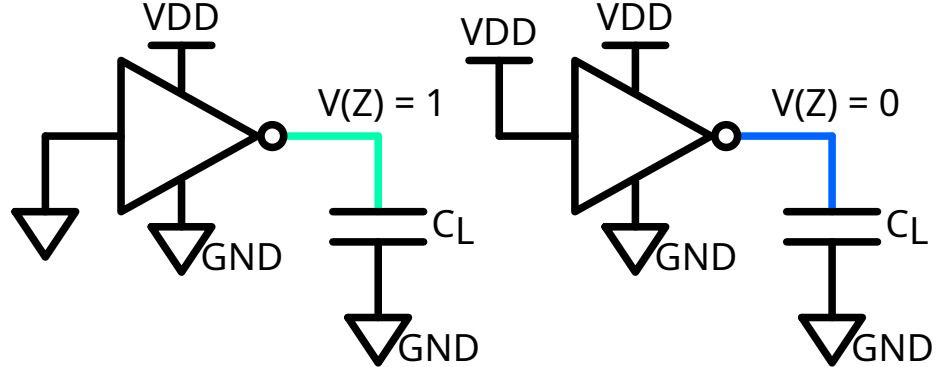 VDD
V(Z) = 1
GND
CL
GND
VDD
VDD
V(Z) = 0
GND
CL
GND